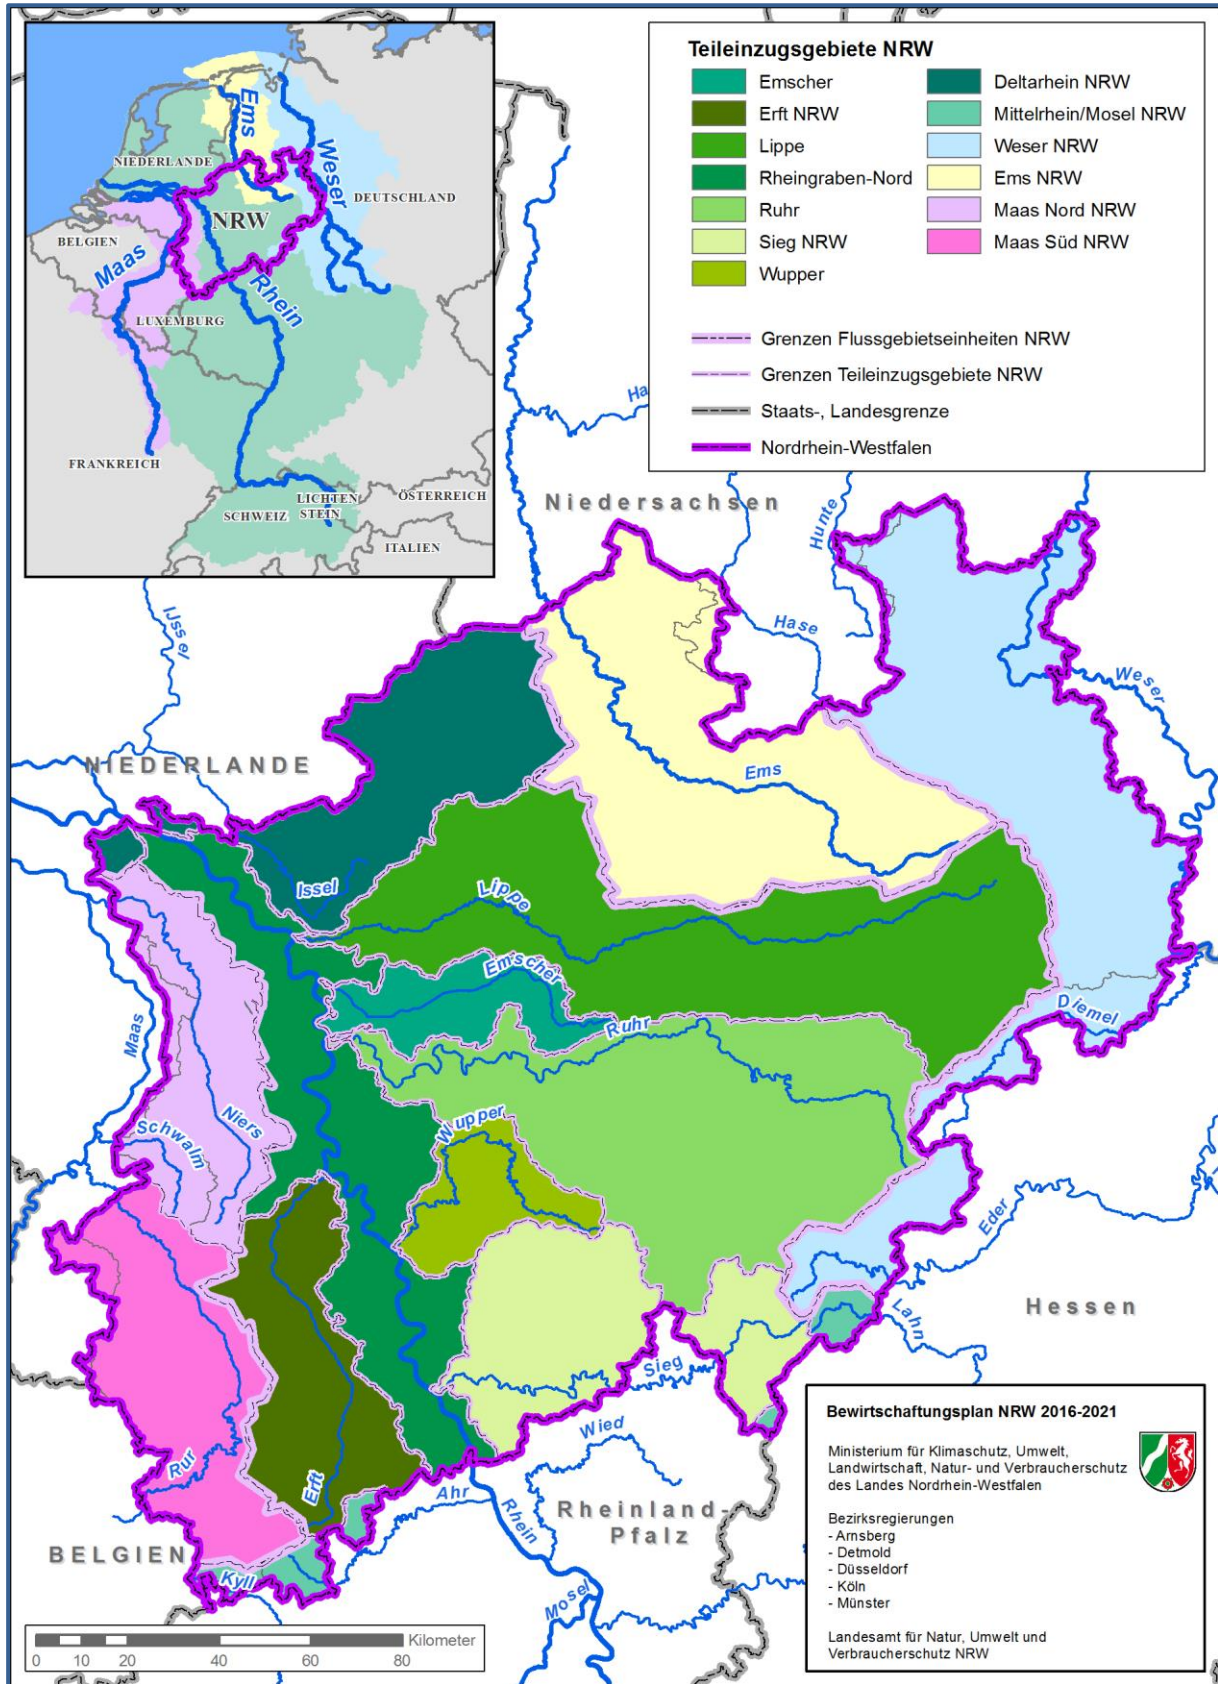 Ems
Weser
NIEDERLANDE
DEUTSCHLAND
NRW
BELGIEN
Maas
Rhein
LUXEMBURG
FRANKREICH
LICHTEN
STEIN
ÖSTERREICH
SCHWEIZ
ITALIEN
Teileinzugsgebiete NRW
Emscher
Erft NRW
Lippe
Rheingraben-Nord
Ruhr
Sieg NRW
Wupper
Deltarhein NRW
Mittelrhein/Mosel NRW
Weser NRW
Ems NRW
Maas Nord NRW
Maas Süd NRW
Grenzen Flussgebietseinheiten NRW
Grenzen Teileinzugsgebiete NRW
Staats-, Landesgrenze
Nordrhein-Westfalen
Ha
Niedersachsen
Hunte
IJssel
Hase
Weser
NIEDERLANDE
Ems
Issel
Lippe
Emscher
Ruhr
Diemel
Maas
Niers
Schwalm
Wupper
Eder
Lahn
Hessen
Sieg
Wied
Rur
Erft
Ahr
Rhein
Rheinland-
Pfalz
BELGIEN
Kyll
Mosel
Kilometer
0 10 20 40 60 80
Bewirtschaftungsplan NRW 2016-2021
Ministerium für Klimaschutz, Umwelt,
Landwirtschaft, Natur- und Verbraucherschutz
des Landes Nordrhein-Westfalen
Bezirksregierungen
- Arnsberg
- Detmold
- Düsseldorf
- Köln
- Münster
Landesamt für Natur, Umwelt und
Verbraucherschutz NRW